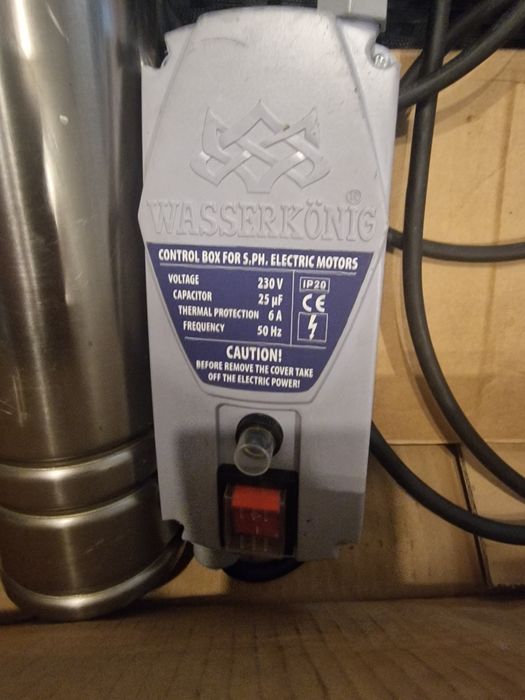 WASSERKÖNIG®
CONTROL BOX FOR S.PH. ELECTRIC MOTORS
VOLTAGE 230 V
CAPACITOR 25 µF
THERMAL PROTECTION 6 A
FREQUENCY 50 Hz
IP20
CE
CAUTION!
BEFORE REMOVE THE COVER TAKE
OFF THE ELECTRIC POWER!